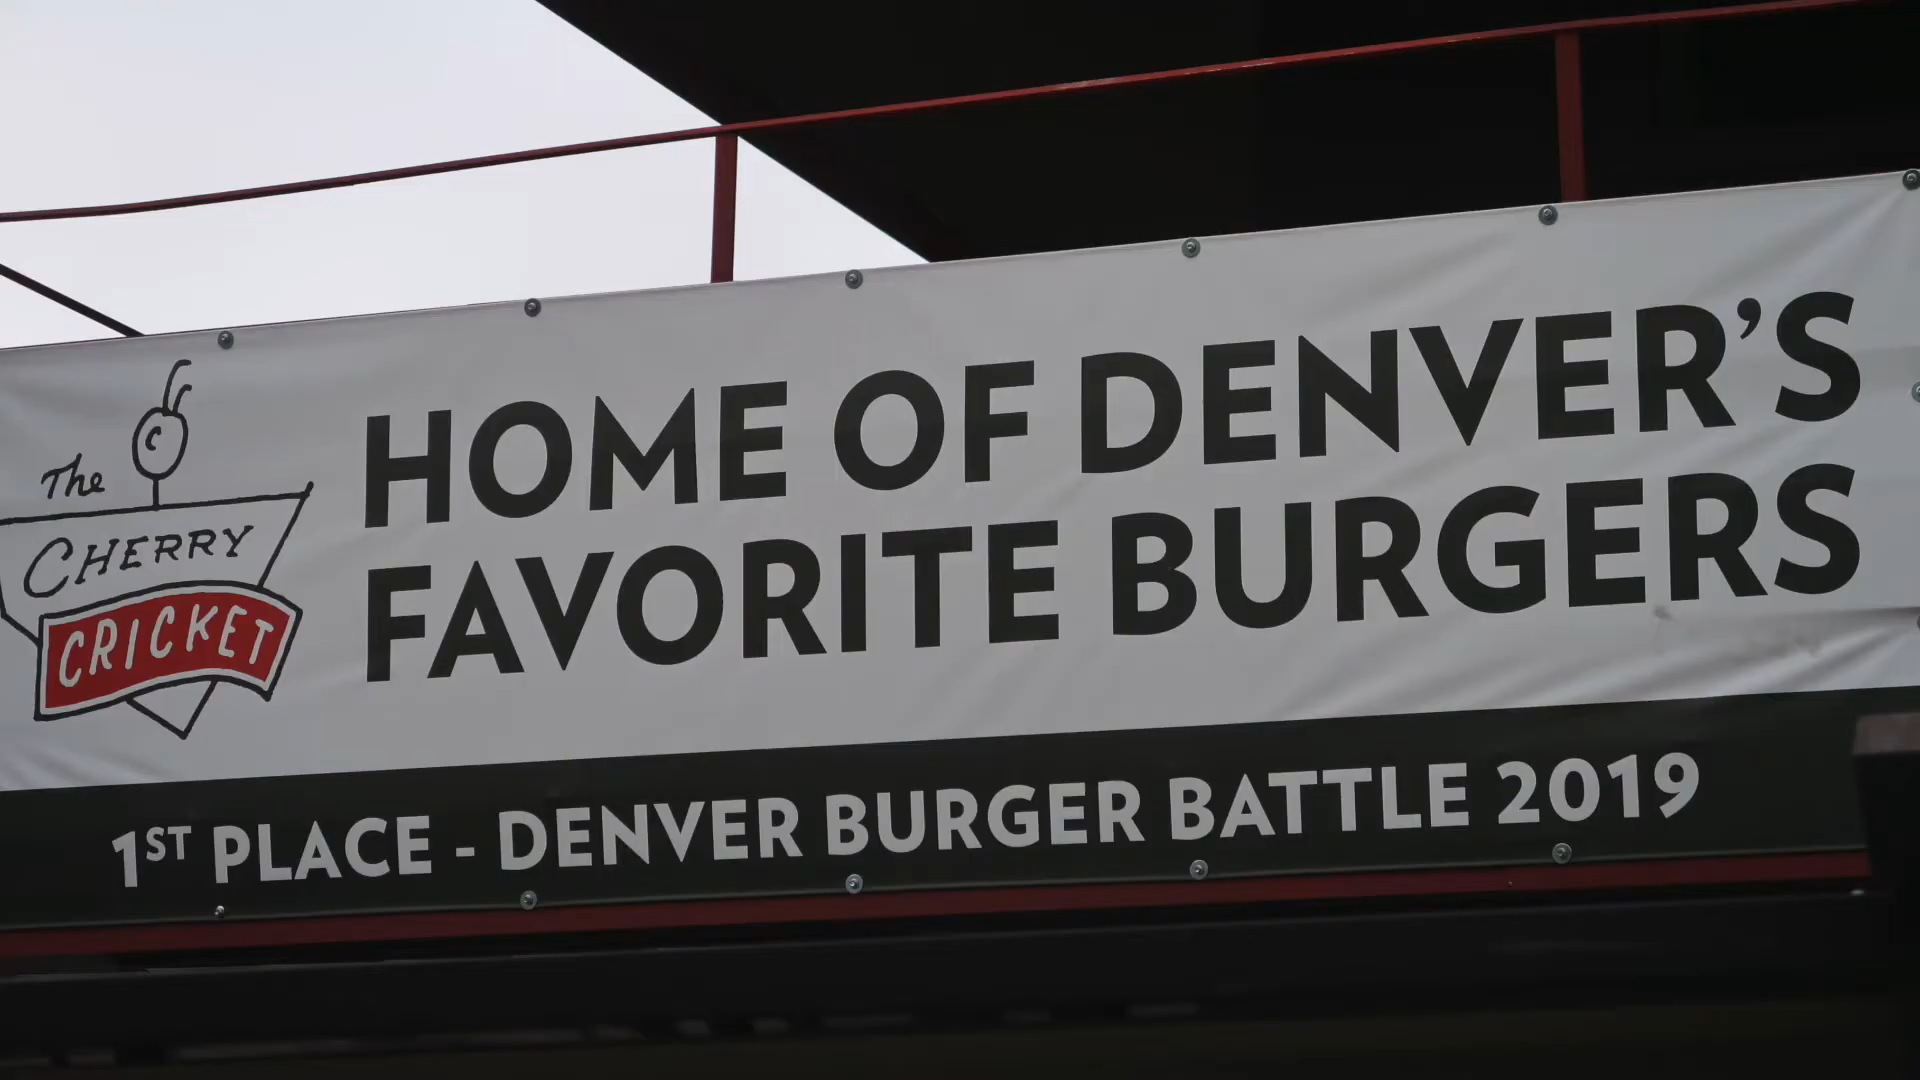 The
CHERRY
CRICKET
HOME OF DENVER'S
FAVORITE BURGERS
1ST PLACE - DENVER BURGER BATTLE 2019